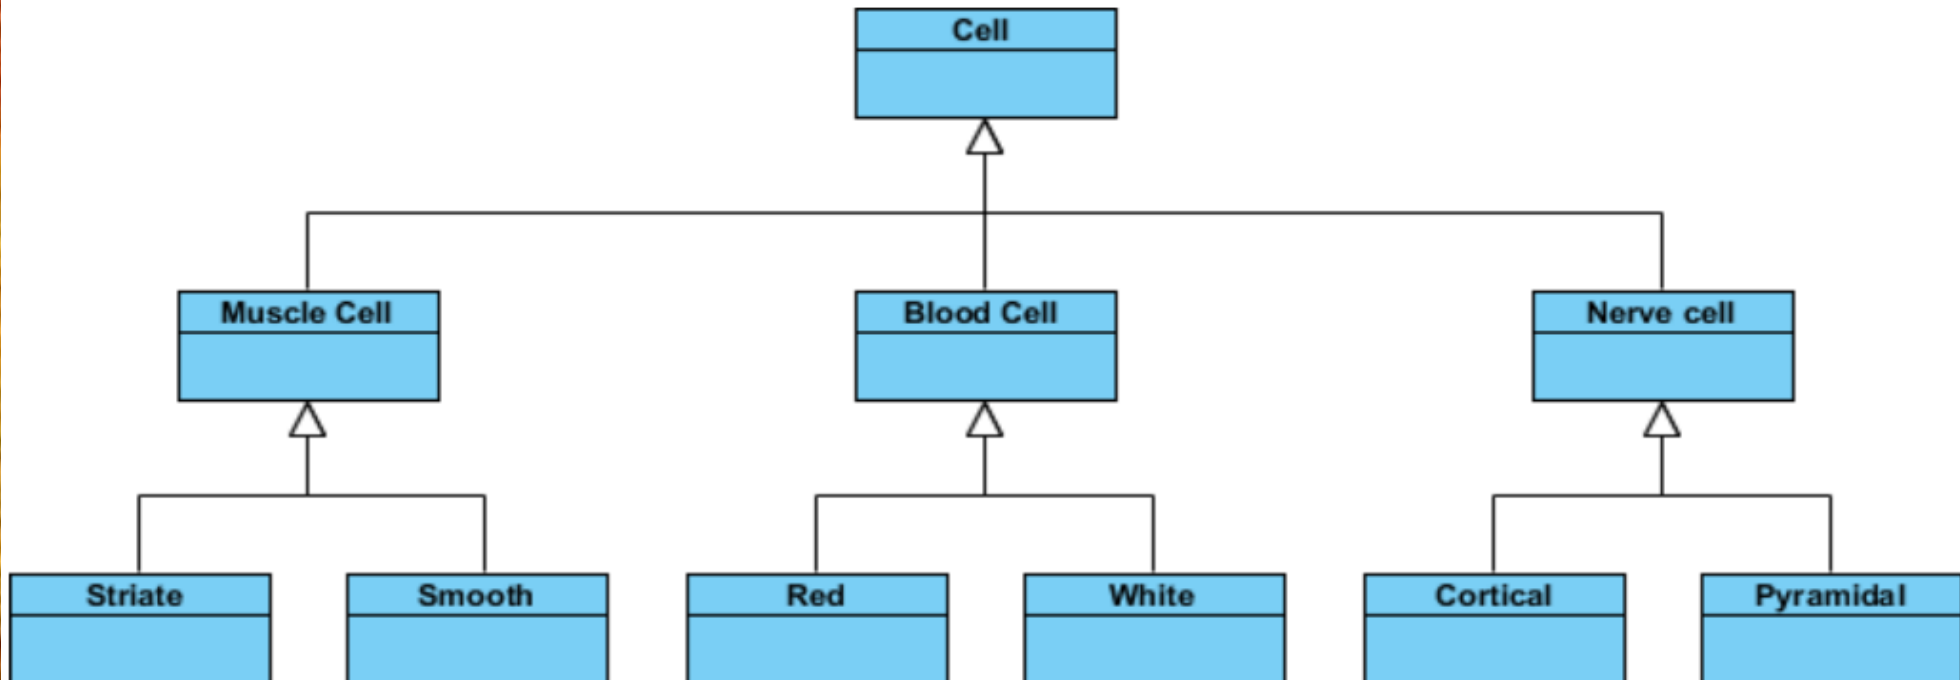 Cell
Muscle Cell
Blood Cell
Nerve cell
Striate
Smooth
Red
White
Cortical
Pyramidal